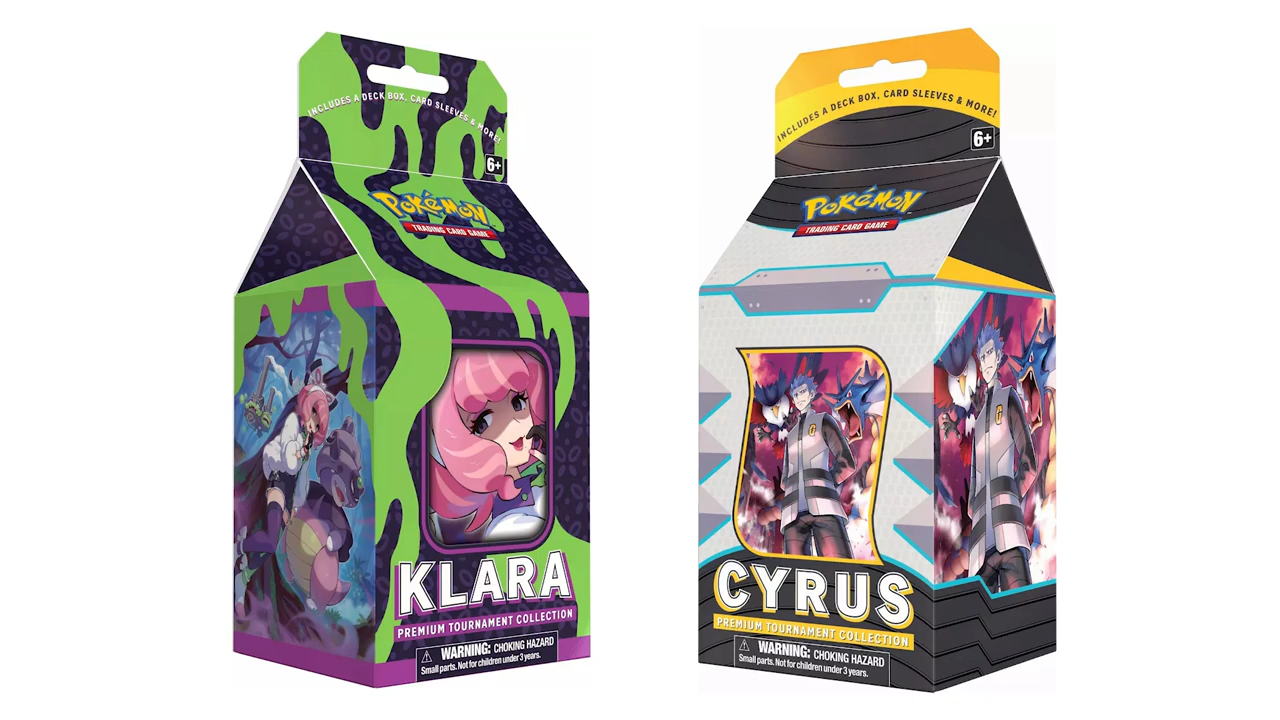 INCLUDES A DECK BOX, CARD SLEEVES & MORE!
6+
POKéMON
TRADING CARD GAME
KLARA
PREMIUM TOURNAMENT COLLECTION
WARNING: CHOKING HAZARD
Small parts. Not for children under 3 years.
INCLUDES A DECK BOX, CARD SLEEVES & MORE!
6+
POKéMON
TRADING CARD GAME
CYRUS
PREMIUM TOURNAMENT COLLECTION
WARNING: CHOKING HAZARD
Small parts. Not for children under 3 years.